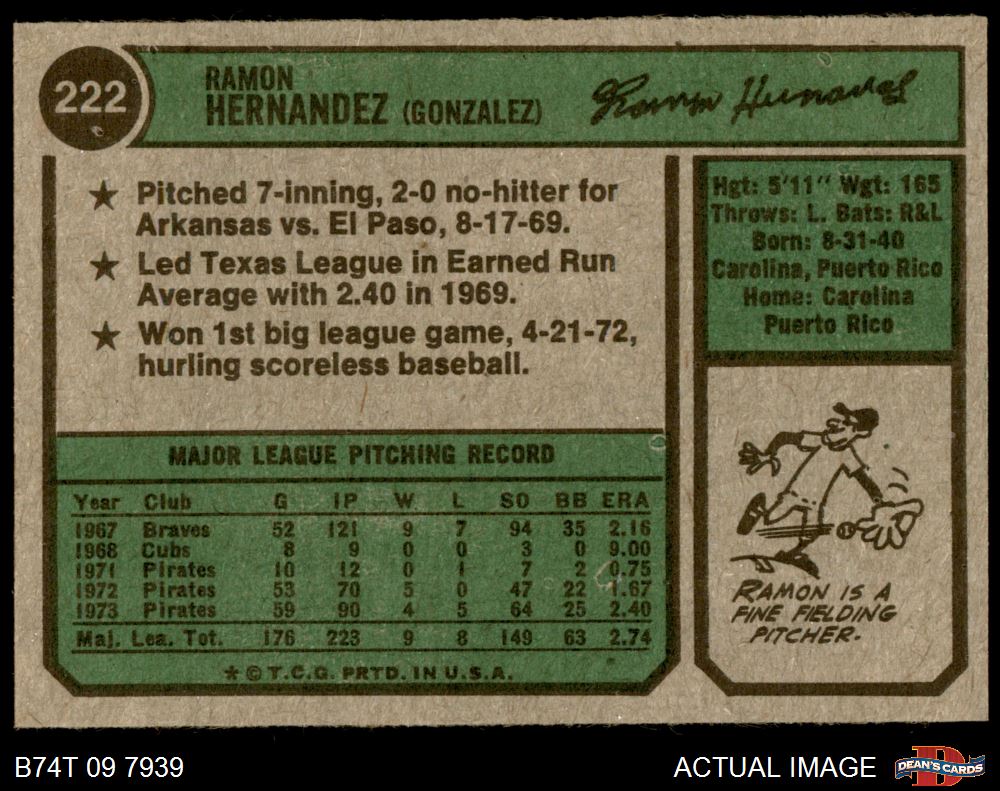 222
RAMON
HERNANDEZ (GONZALEZ)
Ramon Hernandez
★ Pitched 7-inning, 2-0 no-hitter for
Arkansas vs. El Paso, 8-17-69.
★ Led Texas League in Earned Run
Average with 2.40 in 1969.
★ Won 1st big league game, 4-21-72,
hurling scoreless baseball.
Hgt: 5'11" Wgt: 165
Throws: L. Bats: R&L
Born: 8-31-40
Carolina, Puerto Rico
Home: Carolina
Puerto Rico
MAJOR LEAGUE PITCHING RECORD
Year Club G IP W L SO BB ERA
1967 Braves 52 121 9 7 94 35 2.16
1968 Cubs 8 9 0 0 3 0 9.00
1971 Pirates 10 12 0 1 7 2 0.75
1972 Pirates 53 70 5 0 47 22 1.67
1973 Pirates 59 90 4 5 64 25 2.40
Maj. Lea. Tot. 176 223 9 8 149 63 2.74
★ © T.C.G. PRTD. IN U.S.A.
RAMON IS A
FINE FIELDING
PITCHER.
B74T 09 7939
ACTUAL IMAGE
DEAN'S CARDS